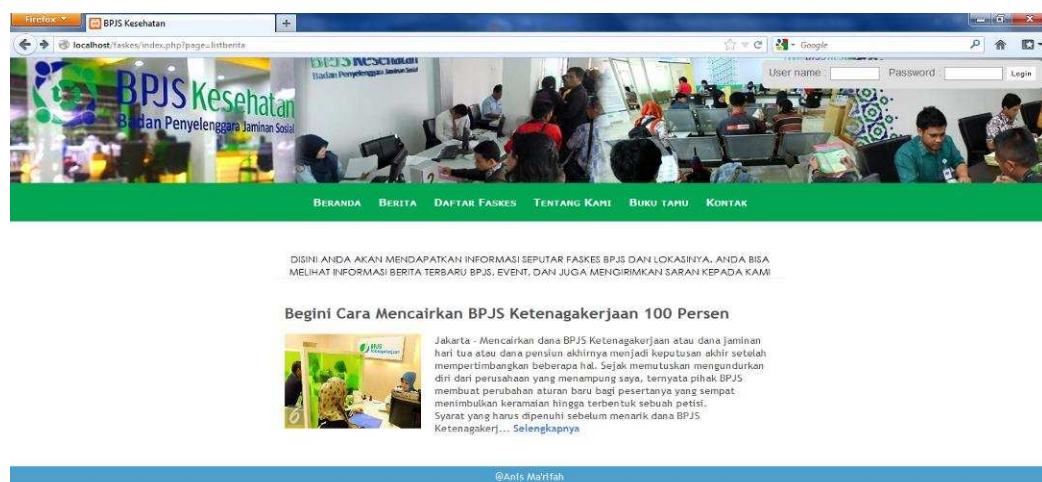 Firefox
BPJS Kesehatan
localhost/faskes/index.php?page=listberita
Google
BPJS Kesehatan
Badan Penyelenggara Jaminan Sosial
BPJS Kesehatan
Badan Penyelenggara Jaminan Sosial
User name : Password : Login
2
BERANDA BERITA DAFTAR FASKES TENTANG KAMI BUKU TAMU KONTAK
DISINI ANDA AKAN MENDAPATKAN INFORMASI SEPUTAR FASKES BPJS DAN LOKASINYA. ANDA BISA
MELIHAT INFORMASI BERITA TERBARU BPJS, EVENT, DAN JUGA MENGIRIMKAN SARAN KEPADA KAMI
Begini Cara Mencairkan BPJS Ketenagakerjaan 100 Persen
BPJS
Ketenagakerjaan
6
Jakarta - Mencairkan dana BPJS Ketenagakerjaan atau dana jaminan
hari tua atau dana pensiun akhirnya menjadi keputusan akhir setelah
mempertimbangkan beberapa hal. Sejak memutuskan mengundurkan
diri dari perusahaan yang menampung saya, ternyata pihak BPJS
membuat perubahan aturan baru bagi pesertanya yang sempat
menimbulkan keramaian hingga terbentuk sebuah petisi.
Syarat yang harus dipenuhi sebelum menarik dana BPJS
Ketenagakerj... Selengkapnya
@Anis Ma'rifah